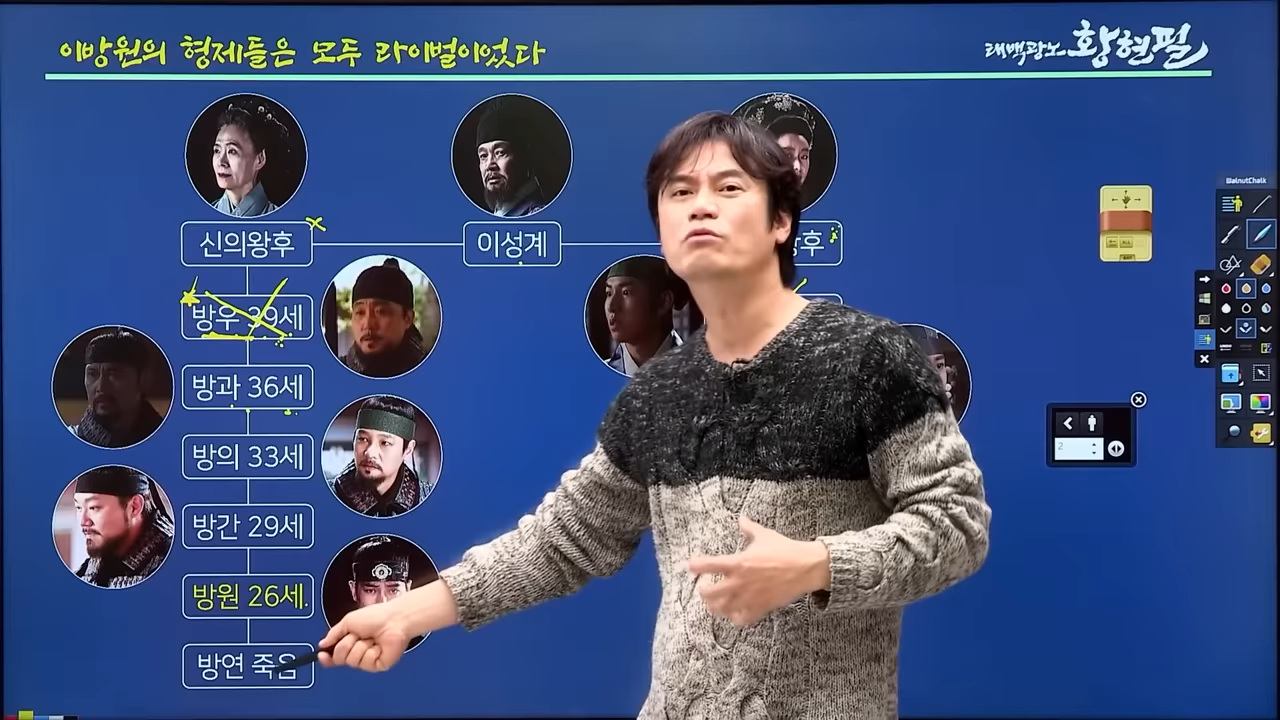 이방원의 형제들은 모두 라이벌이었다
태백광노 황현필
신의왕후
이성계
후
방우 39세
방과 36세
방의 33세
방간 29세
방원 26세
방연 죽음
WalnutChalk
2